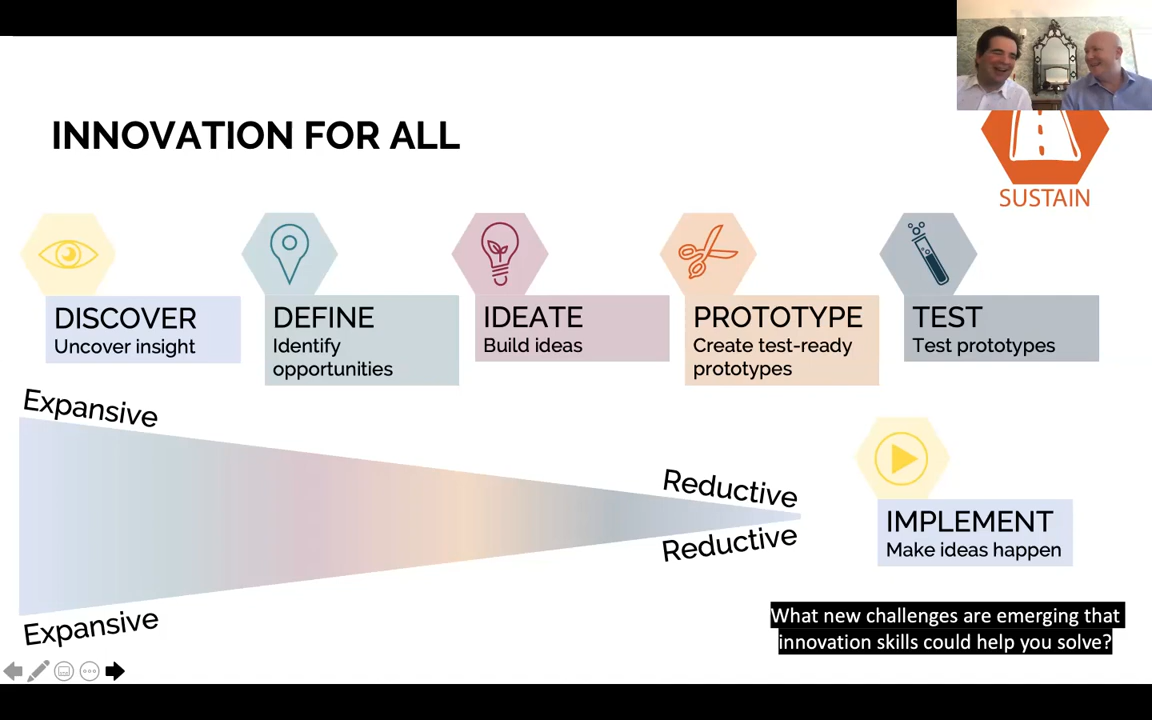 INNOVATION FOR ALL
SUSTAIN
DISCOVER
Uncover insight
DEFINE
Identify
opportunities
IDEATE
Build ideas
PROTOTYPE
Create test-ready
prototypes
TEST
Test prototypes
Expansive
Reductive
Reductive
Expansive
IMPLEMENT
Make ideas happen
What new challenges are emerging that
innovation skills could help you solve?